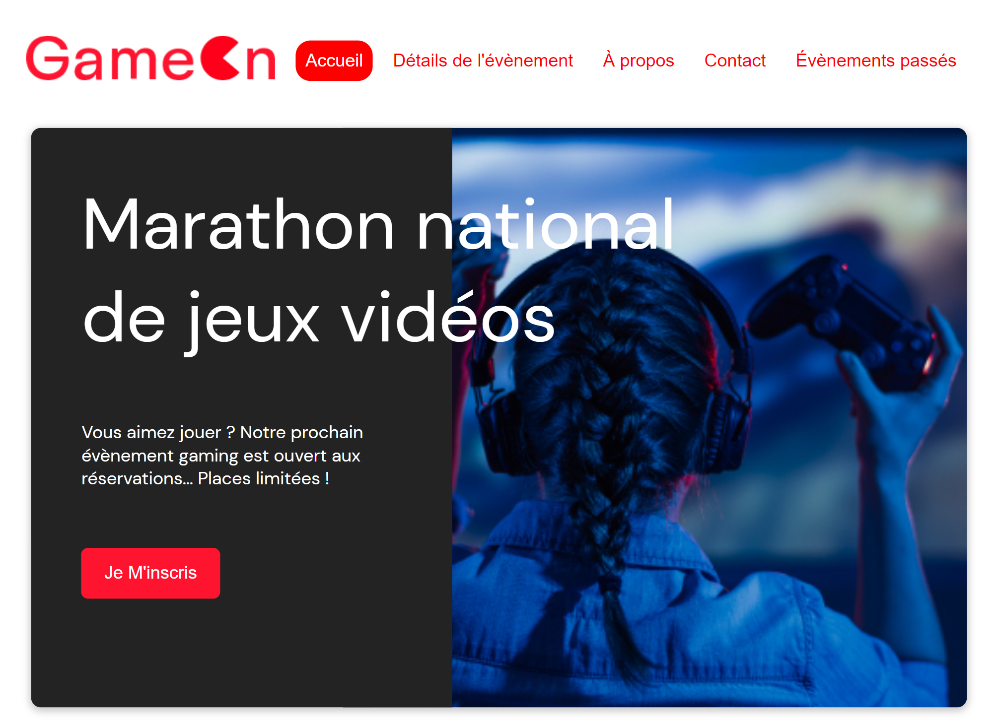 GameOn
Accueil
Détails de l'évènement
À propos
Contact
Évènements passés
Marathon national
de jeux vidéos
Vous aimez jouer ? Notre prochain
évènement gaming est ouvert aux
réservations... Places limitées !
Je M'inscris